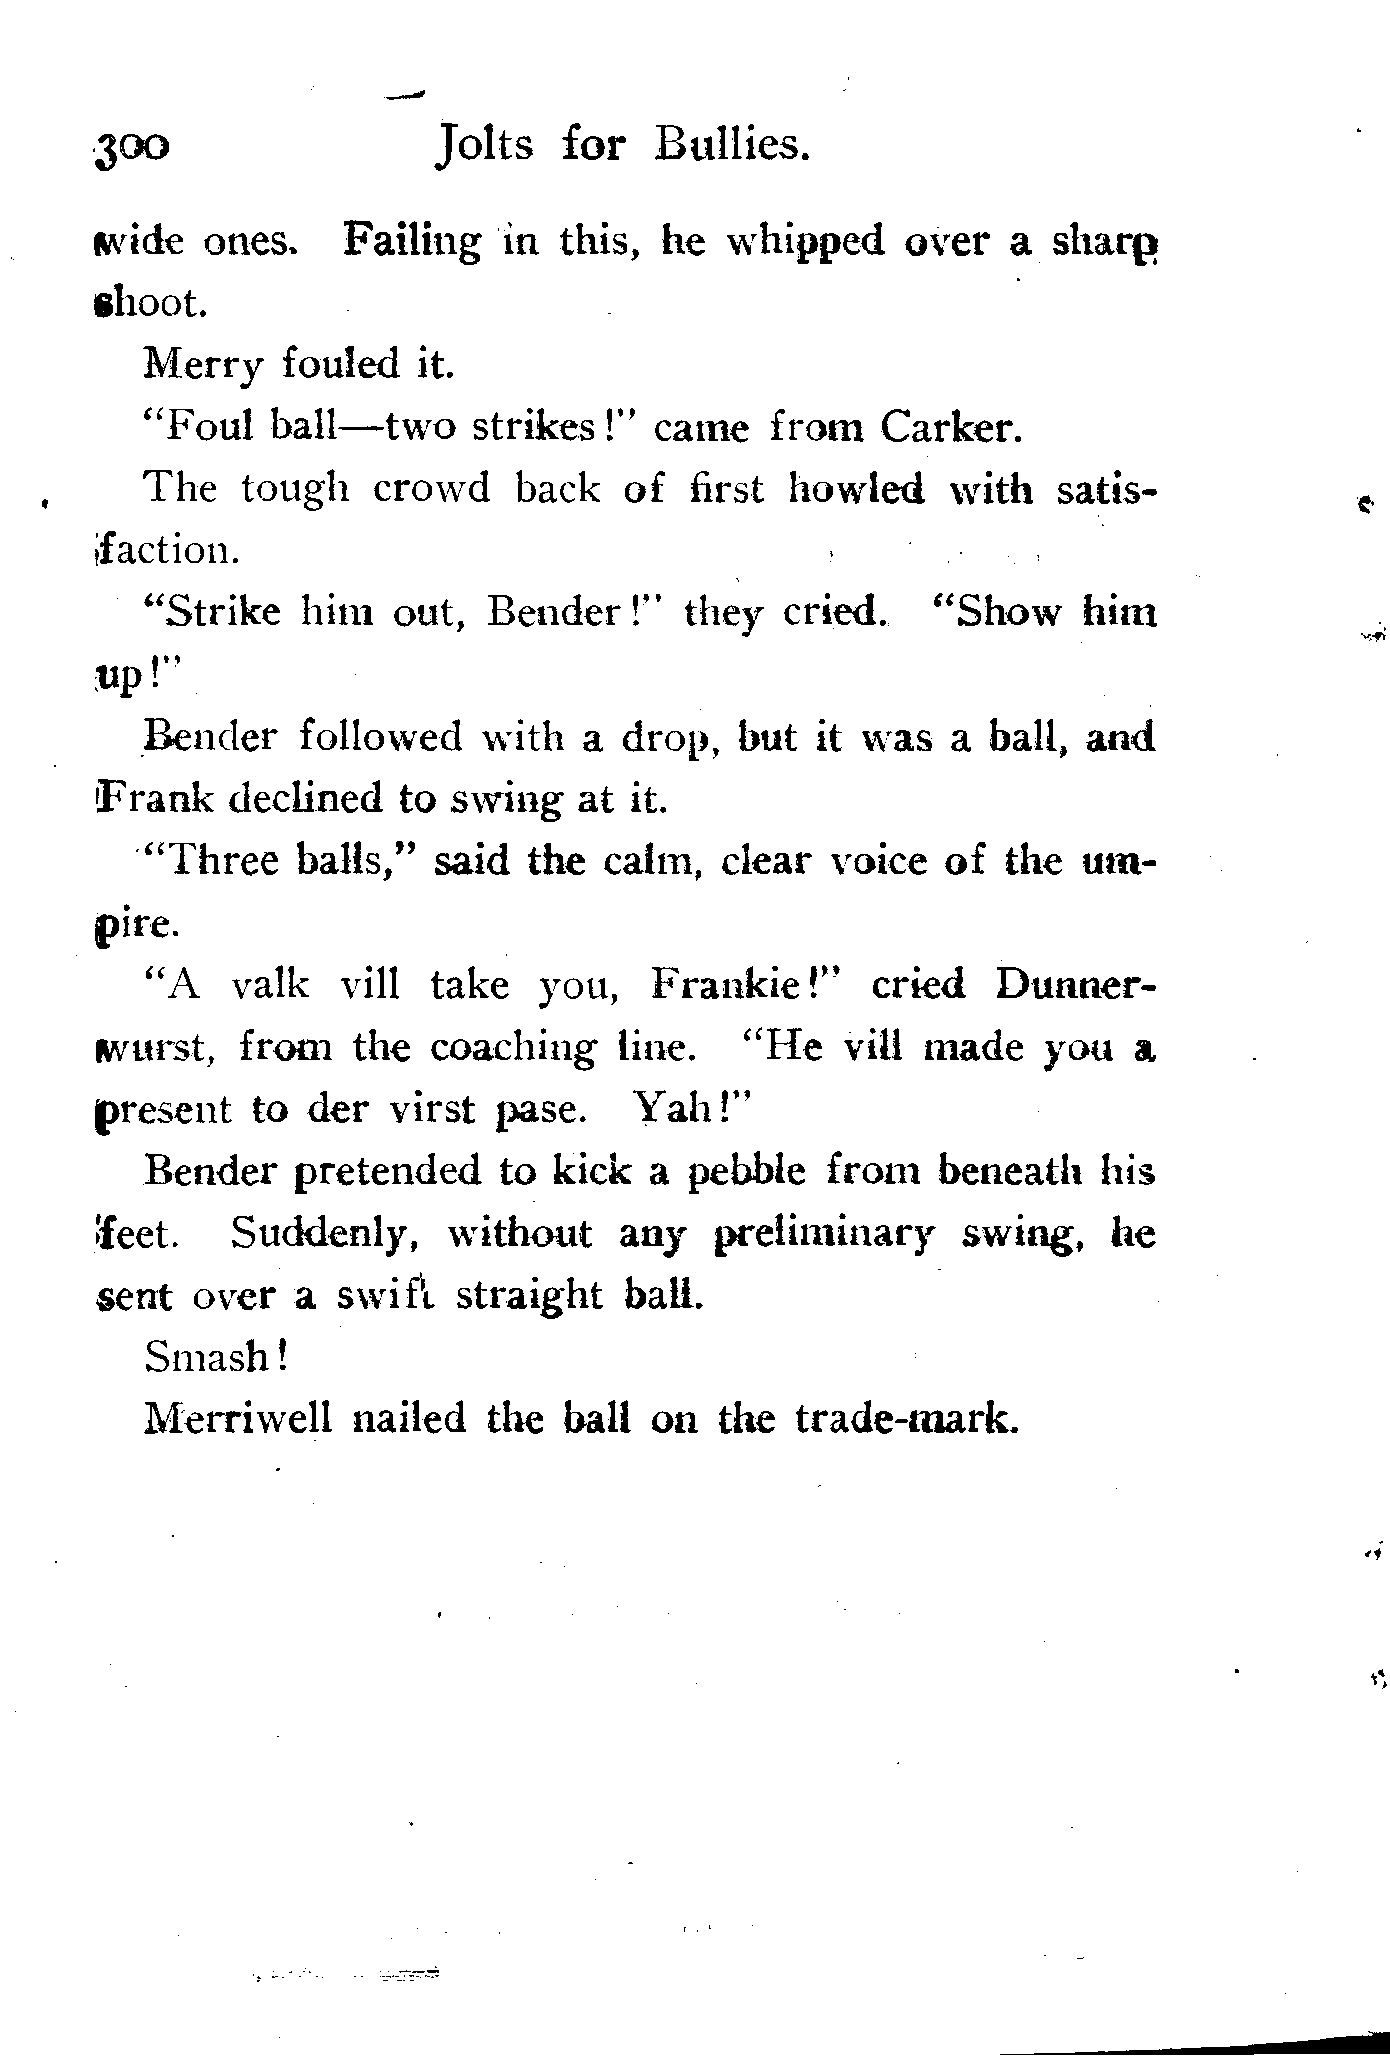 300 Jolts for Bullies.
wide ones. Failing in this, he whipped over a sharp
shoot.
Merry fouled it.
"Foul ball—two strikes!" came from Carker.
The tough crowd back of first howled with satis-
faction.
"Strike him out, Bender!" they cried. "Show him
up!"
Bender followed with a drop, but it was a ball, and
Frank declined to swing at it.
"Three balls," said the calm, clear voice of the um-
pire.
"A valk vill take you, Frankie!" cried Dunner-
wurst, from the coaching line. "He vill made you a
present to der virst pase. Yah!"
Bender pretended to kick a pebble from beneath his
feet. Suddenly, without any preliminary swing, he
sent over a swift straight ball.
Smash!
Merriwell nailed the ball on the trade-mark.